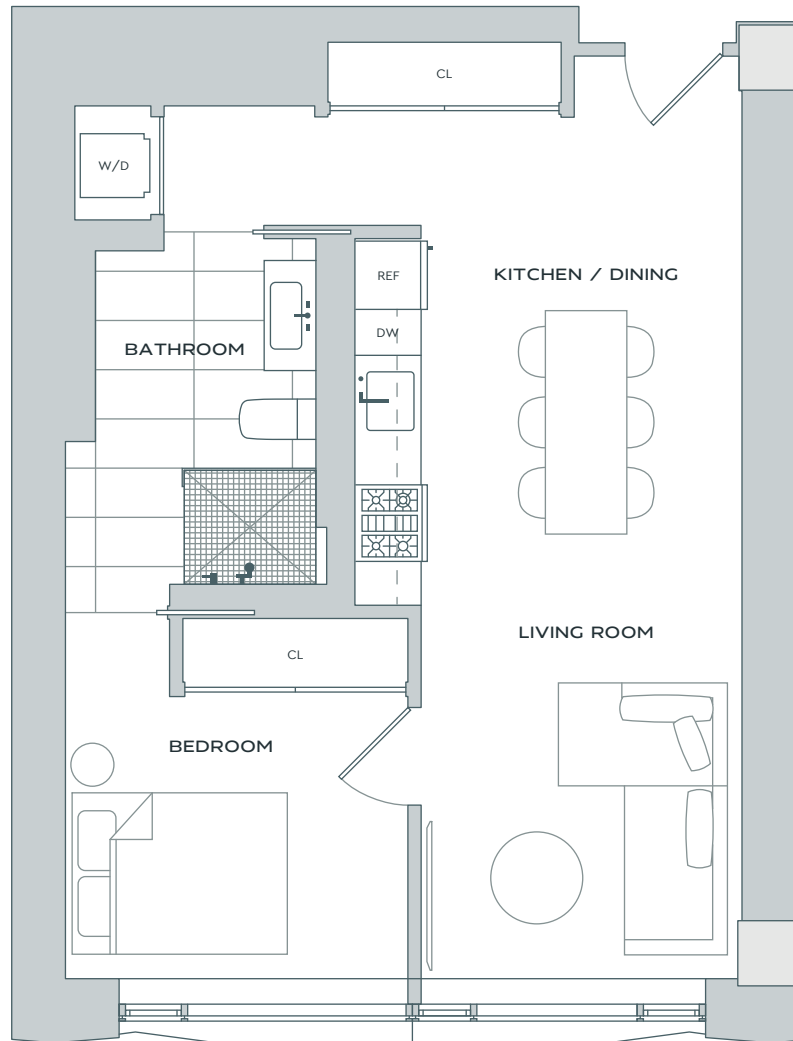 CL
W/D
REF
KITCHEN / DINING
DW
BATHROOM
LIVING ROOM
CL
BEDROOM